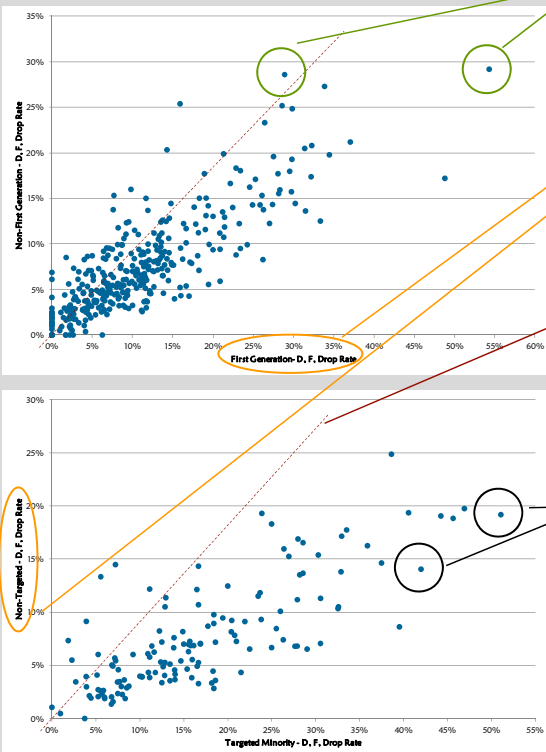 35%
30%
25%
20%
15%
10%
5%
0%
Non-First Generation - D, F, Drop Rate
0% 5% 10% 15% 20% 25% 30% 35% 40% 45% 50% 55% 60%
First Generation- D, F, Drop Rate
30%
25%
20%
15%
10%
5%
0%
Non-Targeted - D, F, Drop Rate
0% 5% 10% 15% 20% 25% 30% 35% 40% 45% 50% 55%
Targeted Minority - D, F, Drop Rate